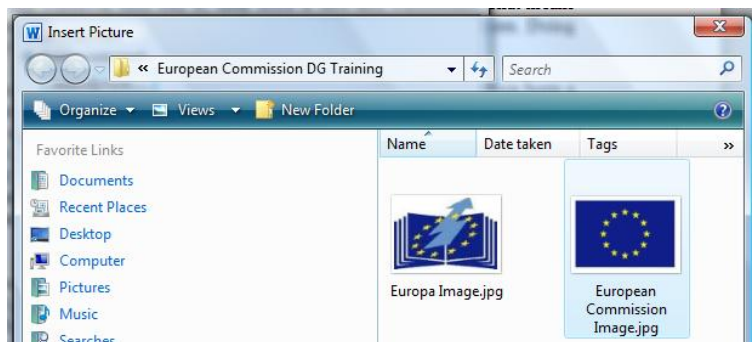 Insert Picture
« European Commission DG Training
Search
Organize Views New Folder
Favorite Links
Documents
Recent Places
Desktop
Computer
Pictures
Music
Searches
Name Date taken Tags »
Europa Image.jpg
European
Commission
Image.jpg